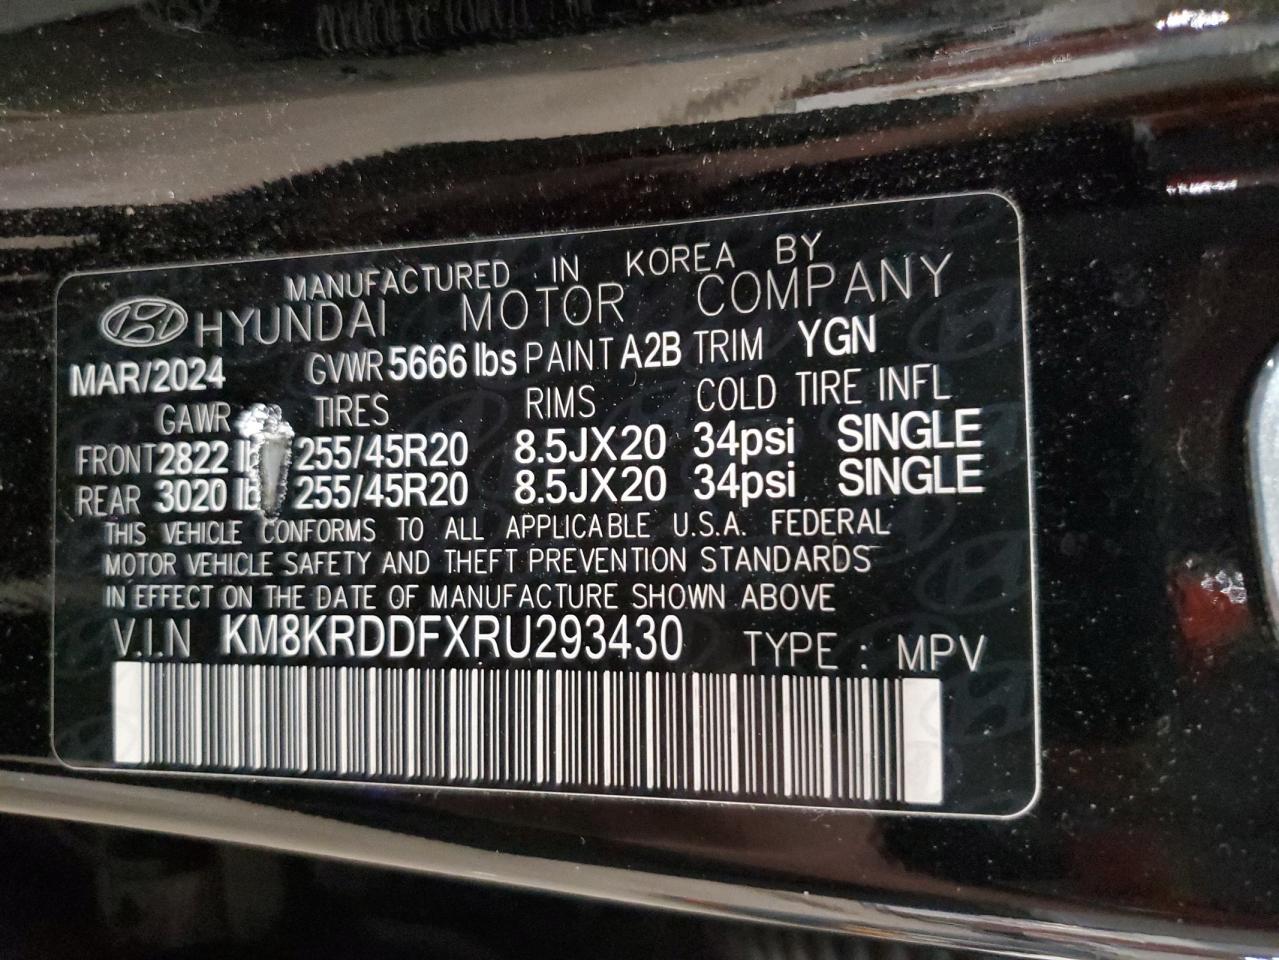 MANUFACTURED IN KOREA BY
HYUNDAI MOTOR COMPANY
MAR/2024 GVWR 5666 lbs PAINT A2B TRIM YGN
GAWR TIRES RIMS COLD TIRE INFL
FRONT 2822 255/45R20 8.5JX20 34psi SINGLE
REAR 3020 255/45R20 8.5JX20 34psi SINGLE
THIS VEHICLE CONFORMS TO ALL APPLICABLE U.S.A. FEDERAL
MOTOR VEHICLE SAFETY AND THEFT PREVENTION STANDARDS
IN EFFECT ON THE DATE OF MANUFACTURE SHOWN ABOVE
V.I.N KM8KRDDFXRU293430 TYPE : MPV